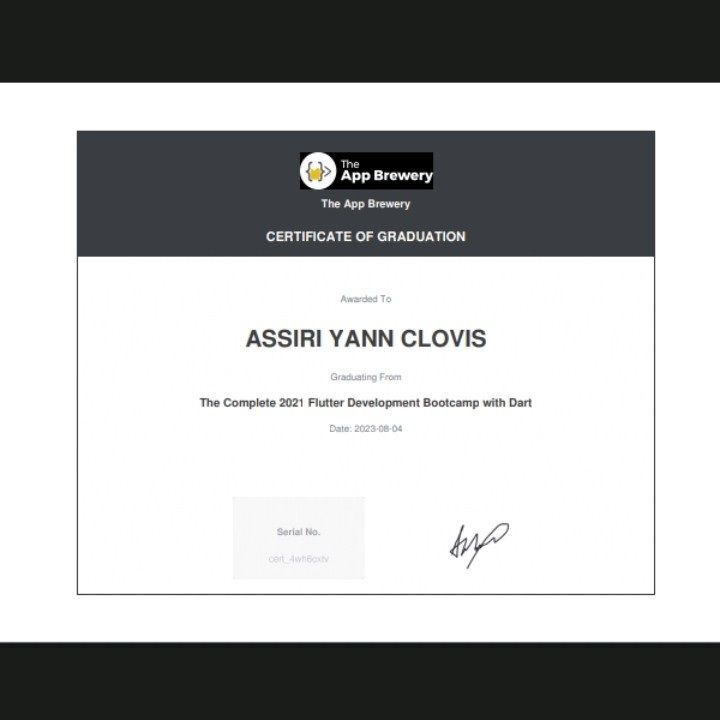 The
App Brewery
The App Brewery
CERTIFICATE OF GRADUATION
Awarded To
ASSIRI YANN CLOVIS
Graduating From
The Complete 2021 Flutter Development Bootcamp with Dart
Date: 2023-08-04
Serial No.